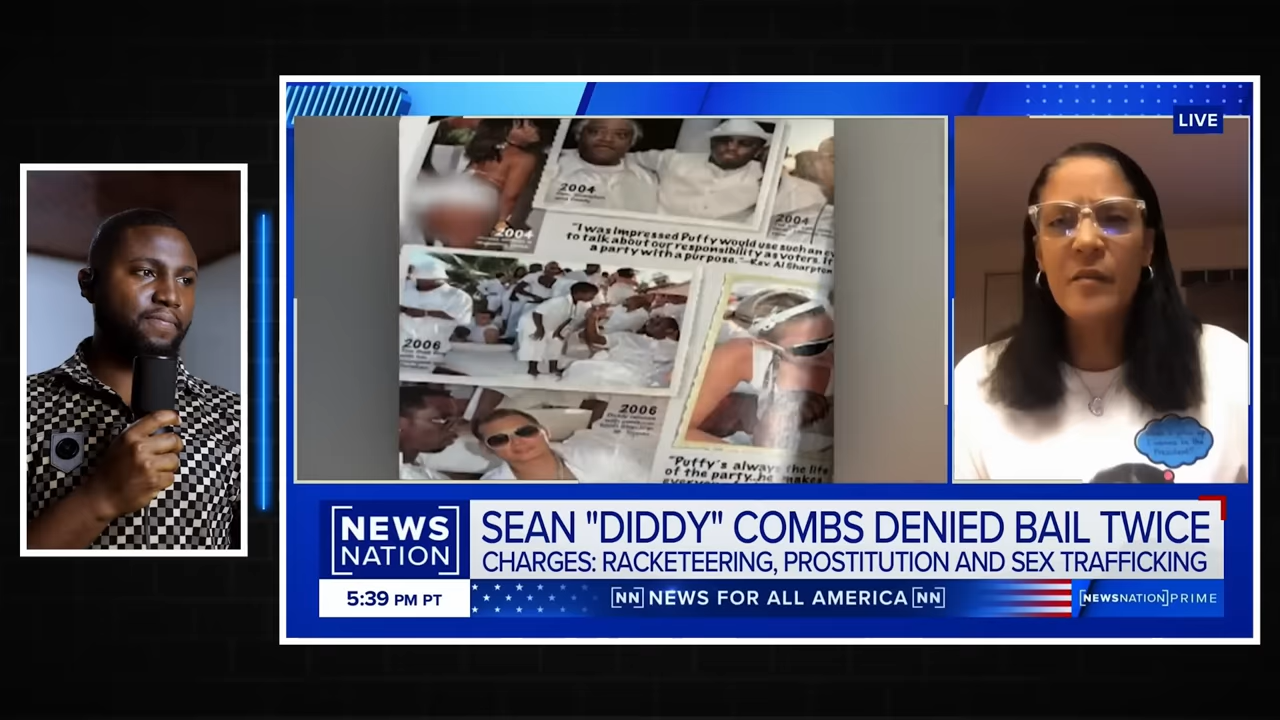 LIVE
2004
2004
2004
"I was impressed Puffy would use such an ev
to talk about our responsibility as voters. It
a party with a purpose." —Rev. Al Sharpton
2006
2006
"Puffy's always the life
of the party, he makes
NEWS
NATION
SEAN "DIDDY" COMBS DENIED BAIL TWICE
CHARGES: RACKETEERING, PROSTITUTION AND SEX TRAFFICKING
5:39 PM PT
NN NEWS FOR ALL AMERICA NN
NEWSNATION PRIME